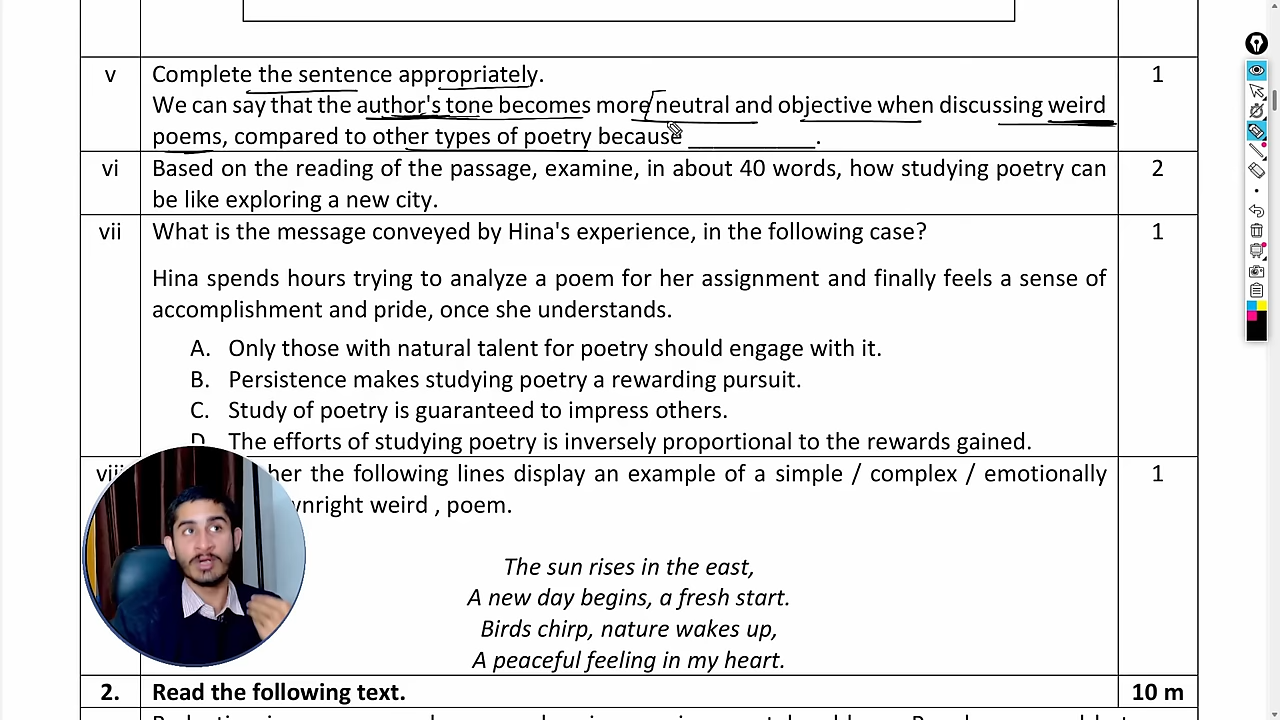 v Complete the sentence appropriately. 1
We can say that the author's tone becomes more neutral and objective when discussing weird
poems, compared to other types of poetry because __________.
vi Based on the reading of the passage, examine, in about 40 words, how studying poetry can 2
be like exploring a new city.
vii What is the message conveyed by Hina's experience, in the following case? 1
Hina spends hours trying to analyze a poem for her assignment and finally feels a sense of
accomplishment and pride, once she understands.
A. Only those with natural talent for poetry should engage with it.
B. Persistence makes studying poetry a rewarding pursuit.
C. Study of poetry is guaranteed to impress others.
D. The efforts of studying poetry is inversely proportional to the rewards gained.
the following lines display an example of a simple / complex / emotionally 1
weird , poem.
The sun rises in the east,
A new day begins, a fresh start.
Birds chirp, nature wakes up,
A peaceful feeling in my heart.
2. Read the following text. 10 m